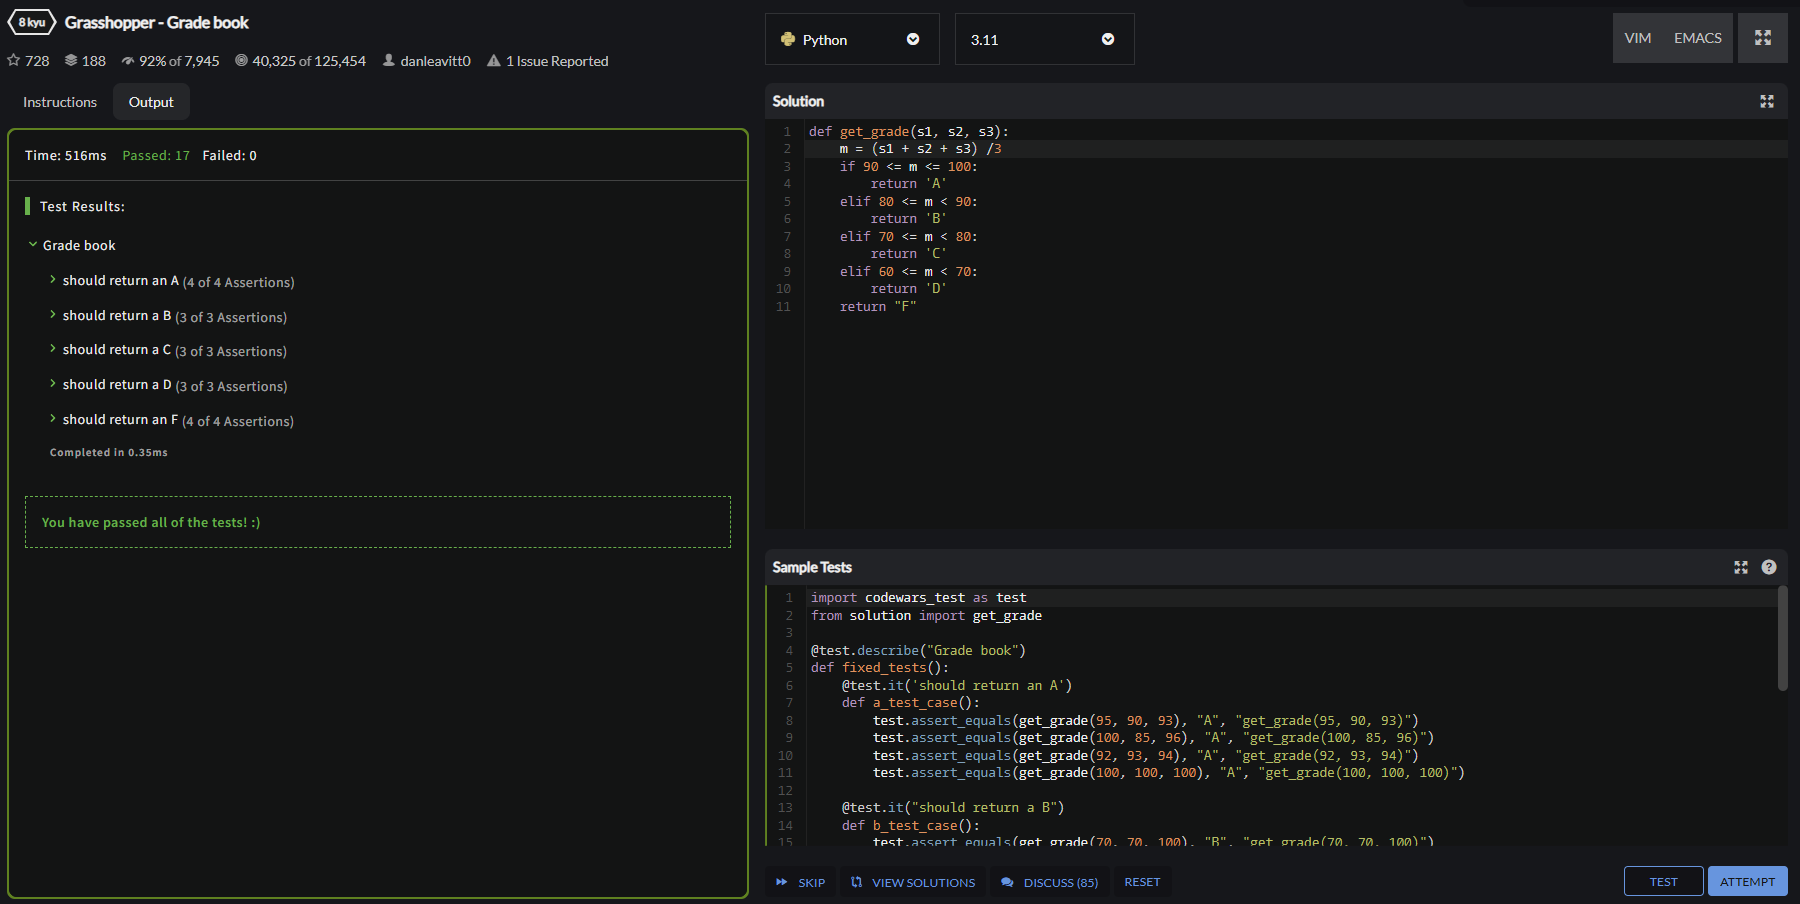 8 kyu Grasshopper - Grade book
728 188 92% of 7,945 40,325 of 125,454 danleavitt0 1 Issue Reported
Instructions Output
Time: 516ms Passed: 17 Failed: 0
Test Results:
Grade book
should return an A (4 of 4 Assertions)
should return a B (3 of 3 Assertions)
should return a C (3 of 3 Assertions)
should return a D (3 of 3 Assertions)
should return an F (4 of 4 Assertions)
Completed in 0.35ms
You have passed all of the tests! :)
Python 3.11 VIM EMACS
Solution
1 def get_grade(s1, s2, s3):
2     m = (s1 + s2 + s3) /3
3     if 90 <= m <= 100:
4         return 'A'
5     elif 80 <= m < 90:
6         return 'B'
7     elif 70 <= m < 80:
8         return 'C'
9     elif 60 <= m < 70:
10         return 'D'
11     return "F"
Sample Tests
1 import codewars_test as test
2 from solution import get_grade
3
4 @test.describe("Grade book")
5 def fixed_tests():
6     @test.it('should return an A')
7     def a_test_case():
8         test.assert_equals(get_grade(95, 90, 93), "A", "get_grade(95, 90, 93)")
9         test.assert_equals(get_grade(100, 85, 96), "A", "get_grade(100, 85, 96)")
10         test.assert_equals(get_grade(92, 93, 94), "A", "get_grade(92, 93, 94)")
11         test.assert_equals(get_grade(100, 100, 100), "A", "get_grade(100, 100, 100)")
12
13     @test.it("should return a B")
14     def b_test_case():
15         test.assert_equals(get_grade(70, 70, 100), "B", "get_grade(70, 70, 100)")
SKIP VIEW SOLUTIONS DISCUSS (85) RESET TEST ATTEMPT